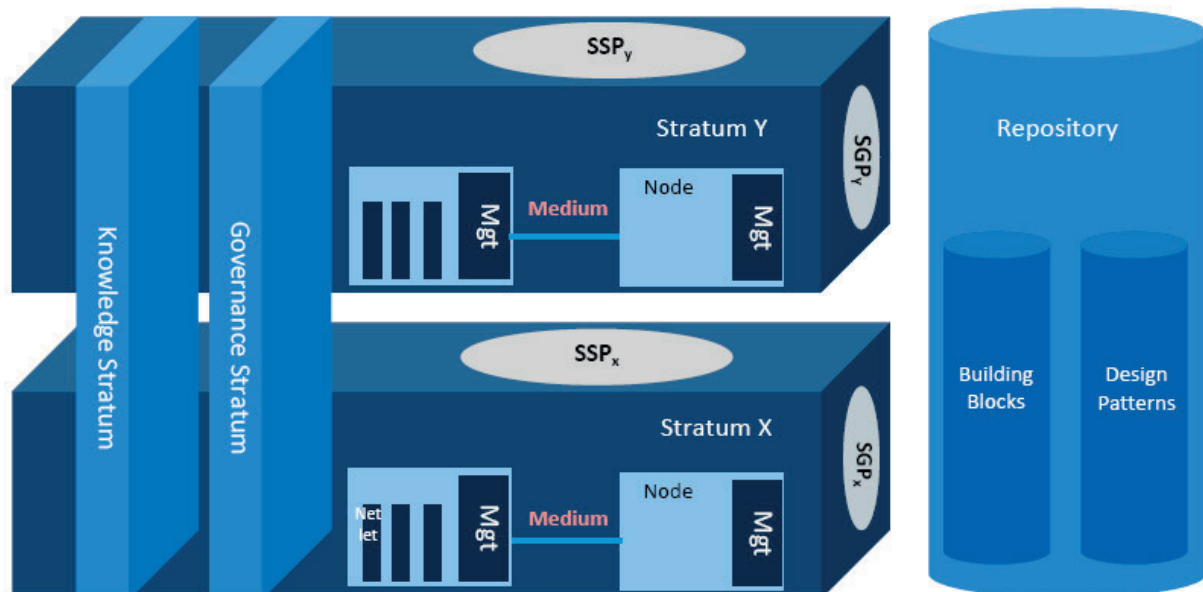 SSPy
Stratum Y
SGPY
Repository
Knowledge Stratum
Governance Stratum
Mgt
Medium
Node
Mgt
SSPx
Stratum X
SGPx
Building
Blocks
Design
Patterns
Net
let
Mgt
Medium
Node
Mgt